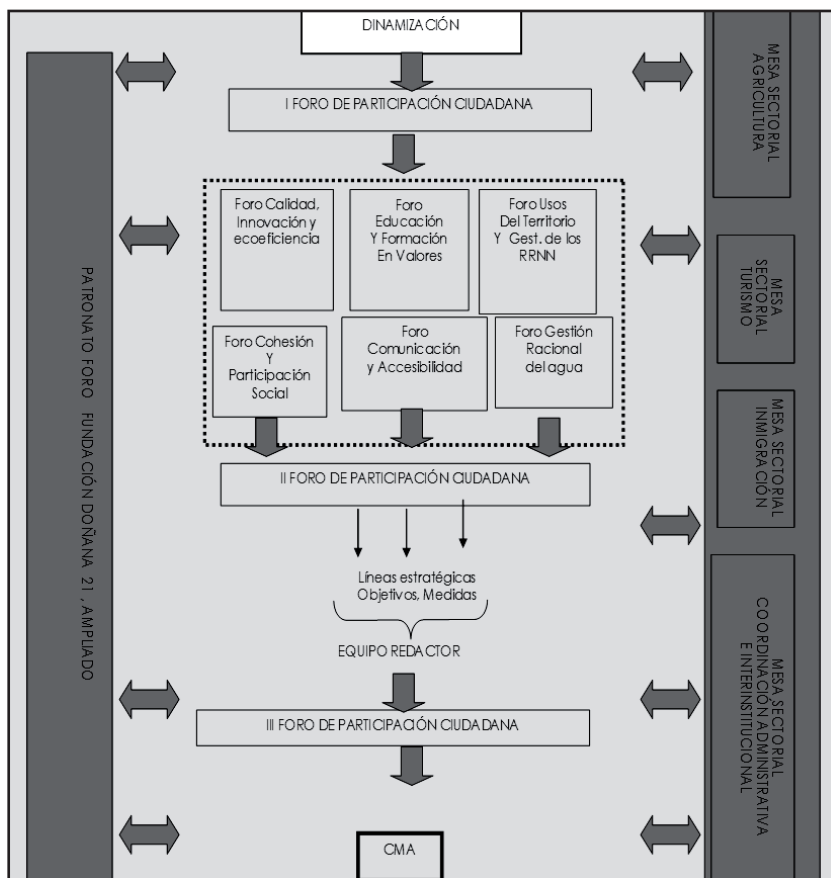 DINAMIZACIÓN
I FORO DE PARTICIPACIÓN CIUDADANA
Foro Calidad,
Innovación y
ecoeficiencia
Foro
Educación
Y Formación
En Valores
Foro Usos
Del Territorio
Y Gest. de los
RRNN
Foro Cohesión
Y
Participación
Social
Foro
Comunicación
y Accesibilidad
Foro Gestión
Racional
del agua
II FORO DE PARTICIPACIÓN CIUDADANA
Líneas estratégicas
Objetivos, Medidas
EQUIPO REDACTOR
III FORO DE PARTICIPACIÓN CIUDADANA
CMA
PATRONATO FORO FUNDACIÓN DOÑANA 21 , AMPLIADO
MESA SECTORIAL
AGRICULTURA
MESA
SECTORIAL
TURISMO
MESA SECTORIAL
INMIGRACIÓN
MESA SECTORIAL
COORDINACIÓN ADMINISTRATIVA
E INTERINSTITUCIONAL